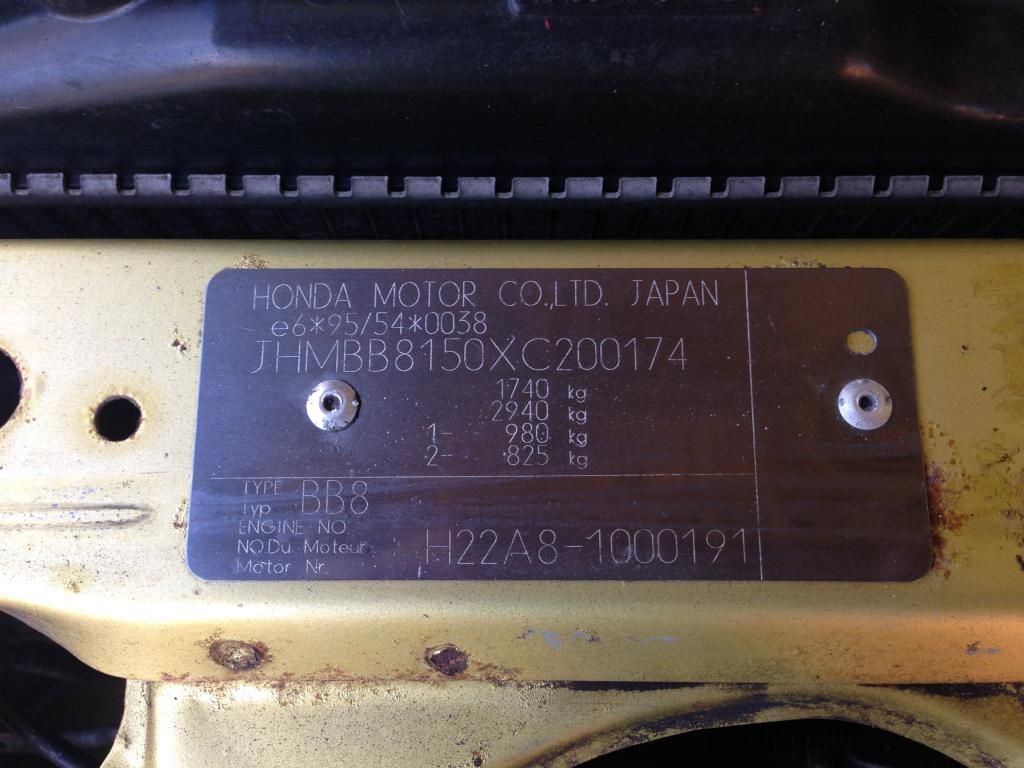 HONDA MOTOR CO.,LTD. JAPAN
e6*95/54*0038
JHMBB8150XC200174
1740 kg
2940 kg
1- 980 kg
2- 825 kg
TYPE
Typ BB8
ENGINE NO.
NO.Du Moteur H22A8-1000191
Motor Nr.